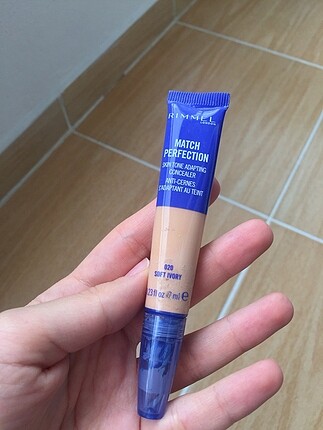 RIMMEL
LONDON
MATCH
PERFECTION
SKIN TONE ADAPTING
CONCEALER
ANTI-CERNES
S'ADAPTANT AU TEINT
020
SOFT IVORY
.23 fl oz 7 ml e